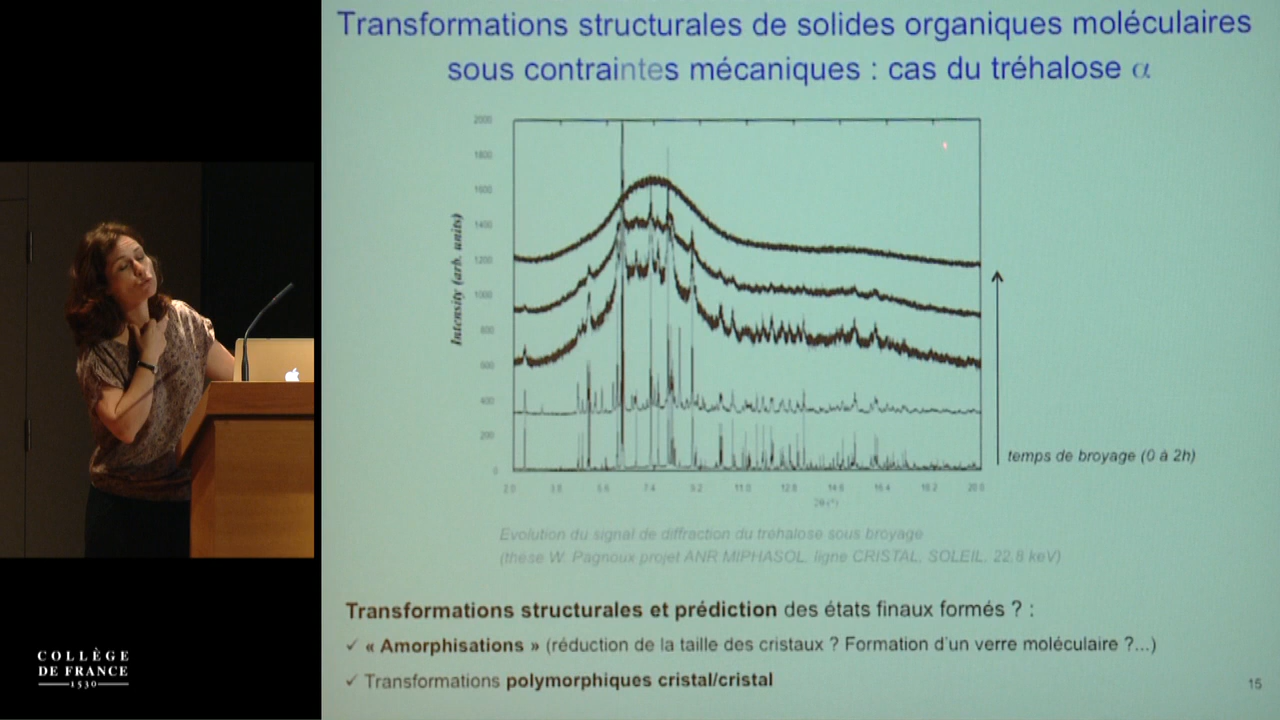 Transformations structurales de solides organiques moléculaires
sous contraintes mécaniques : cas du tréhalose α
2000
1800
1600
1400
1200
1000
800
600
400
200
0
Intensity (arb. units)
2.0 3.8 5.6 7.4 9.2 11.0 12.8 14.6 16.4 18.2 20.0
2θ (°)
temps de broyage (0 à 2h)
Evolution du signal de diffraction du tréhalose sous broyage
(thèse W. Pagnoux projet ANR MIPHASOL, ligne CRISTAL, SOLEIL, 22,8 keV)
Transformations structurales et prédiction des états finaux formés ? :
✓ « Amorphisations » (réduction de la taille des cristaux ? Formation d'un verre moléculaire ?...)
✓ Transformations polymorphiques cristal/cristal
15
COLLÈGE
DE FRANCE
1530